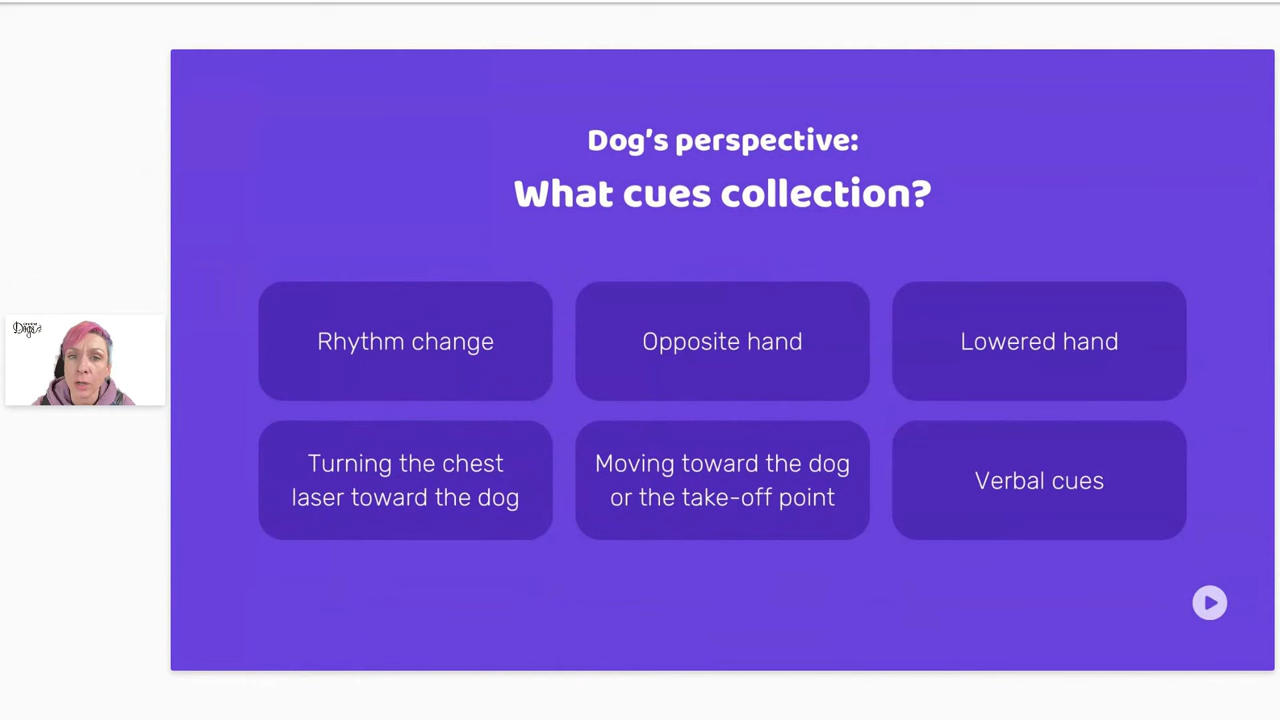 Dog's perspective:
What cues collection?
Rhythm change
Opposite hand
Lowered hand
Turning the chest
laser toward the dog
Moving toward the dog
or the take-off point
Verbal cues
Dogs